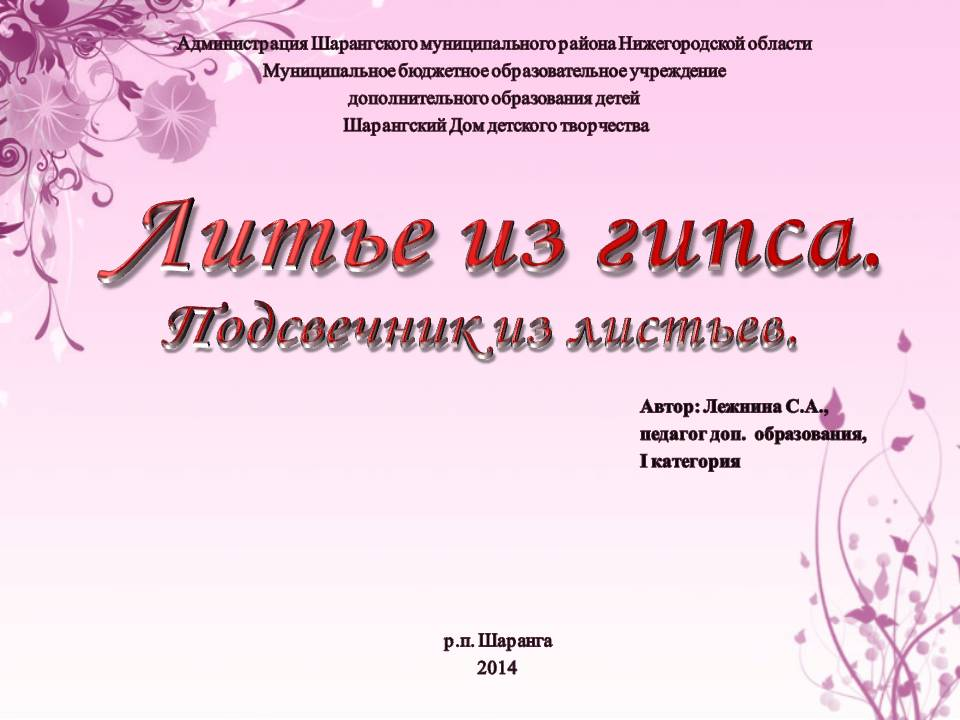 Администрация Шарангского муниципального района Нижегородской области
Муниципальное бюджетное образовательное учреждение
дополнительного образования детей
Шарангский Дом детского творчества
Литье из гипса.
Подсвечник из листьев.
Автор: Лежнина С.А.,
педагог доп. образования,
I категория
р.п. Шаранга
2014